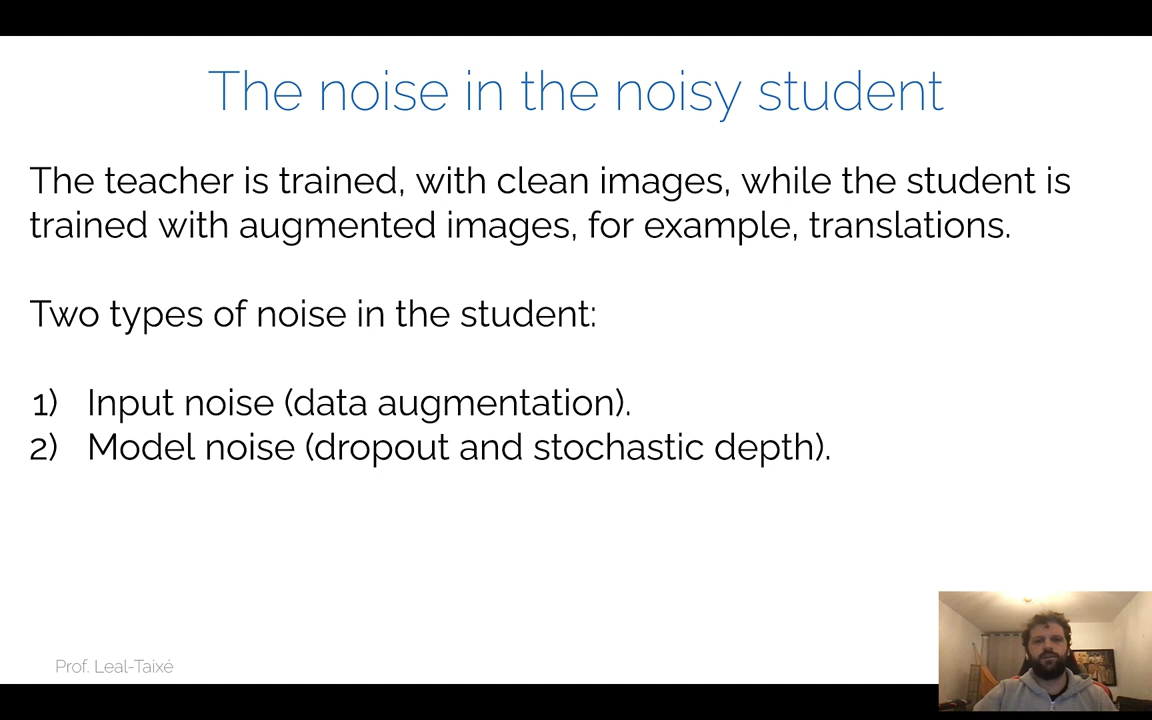 The noise in the noisy student
The teacher is trained, with clean images, while the student is
trained with augmented images, for example, translations.
Two types of noise in the student:
1) Input noise (data augmentation).
2) Model noise (dropout and stochastic depth).
Prof. Leal-Taixé